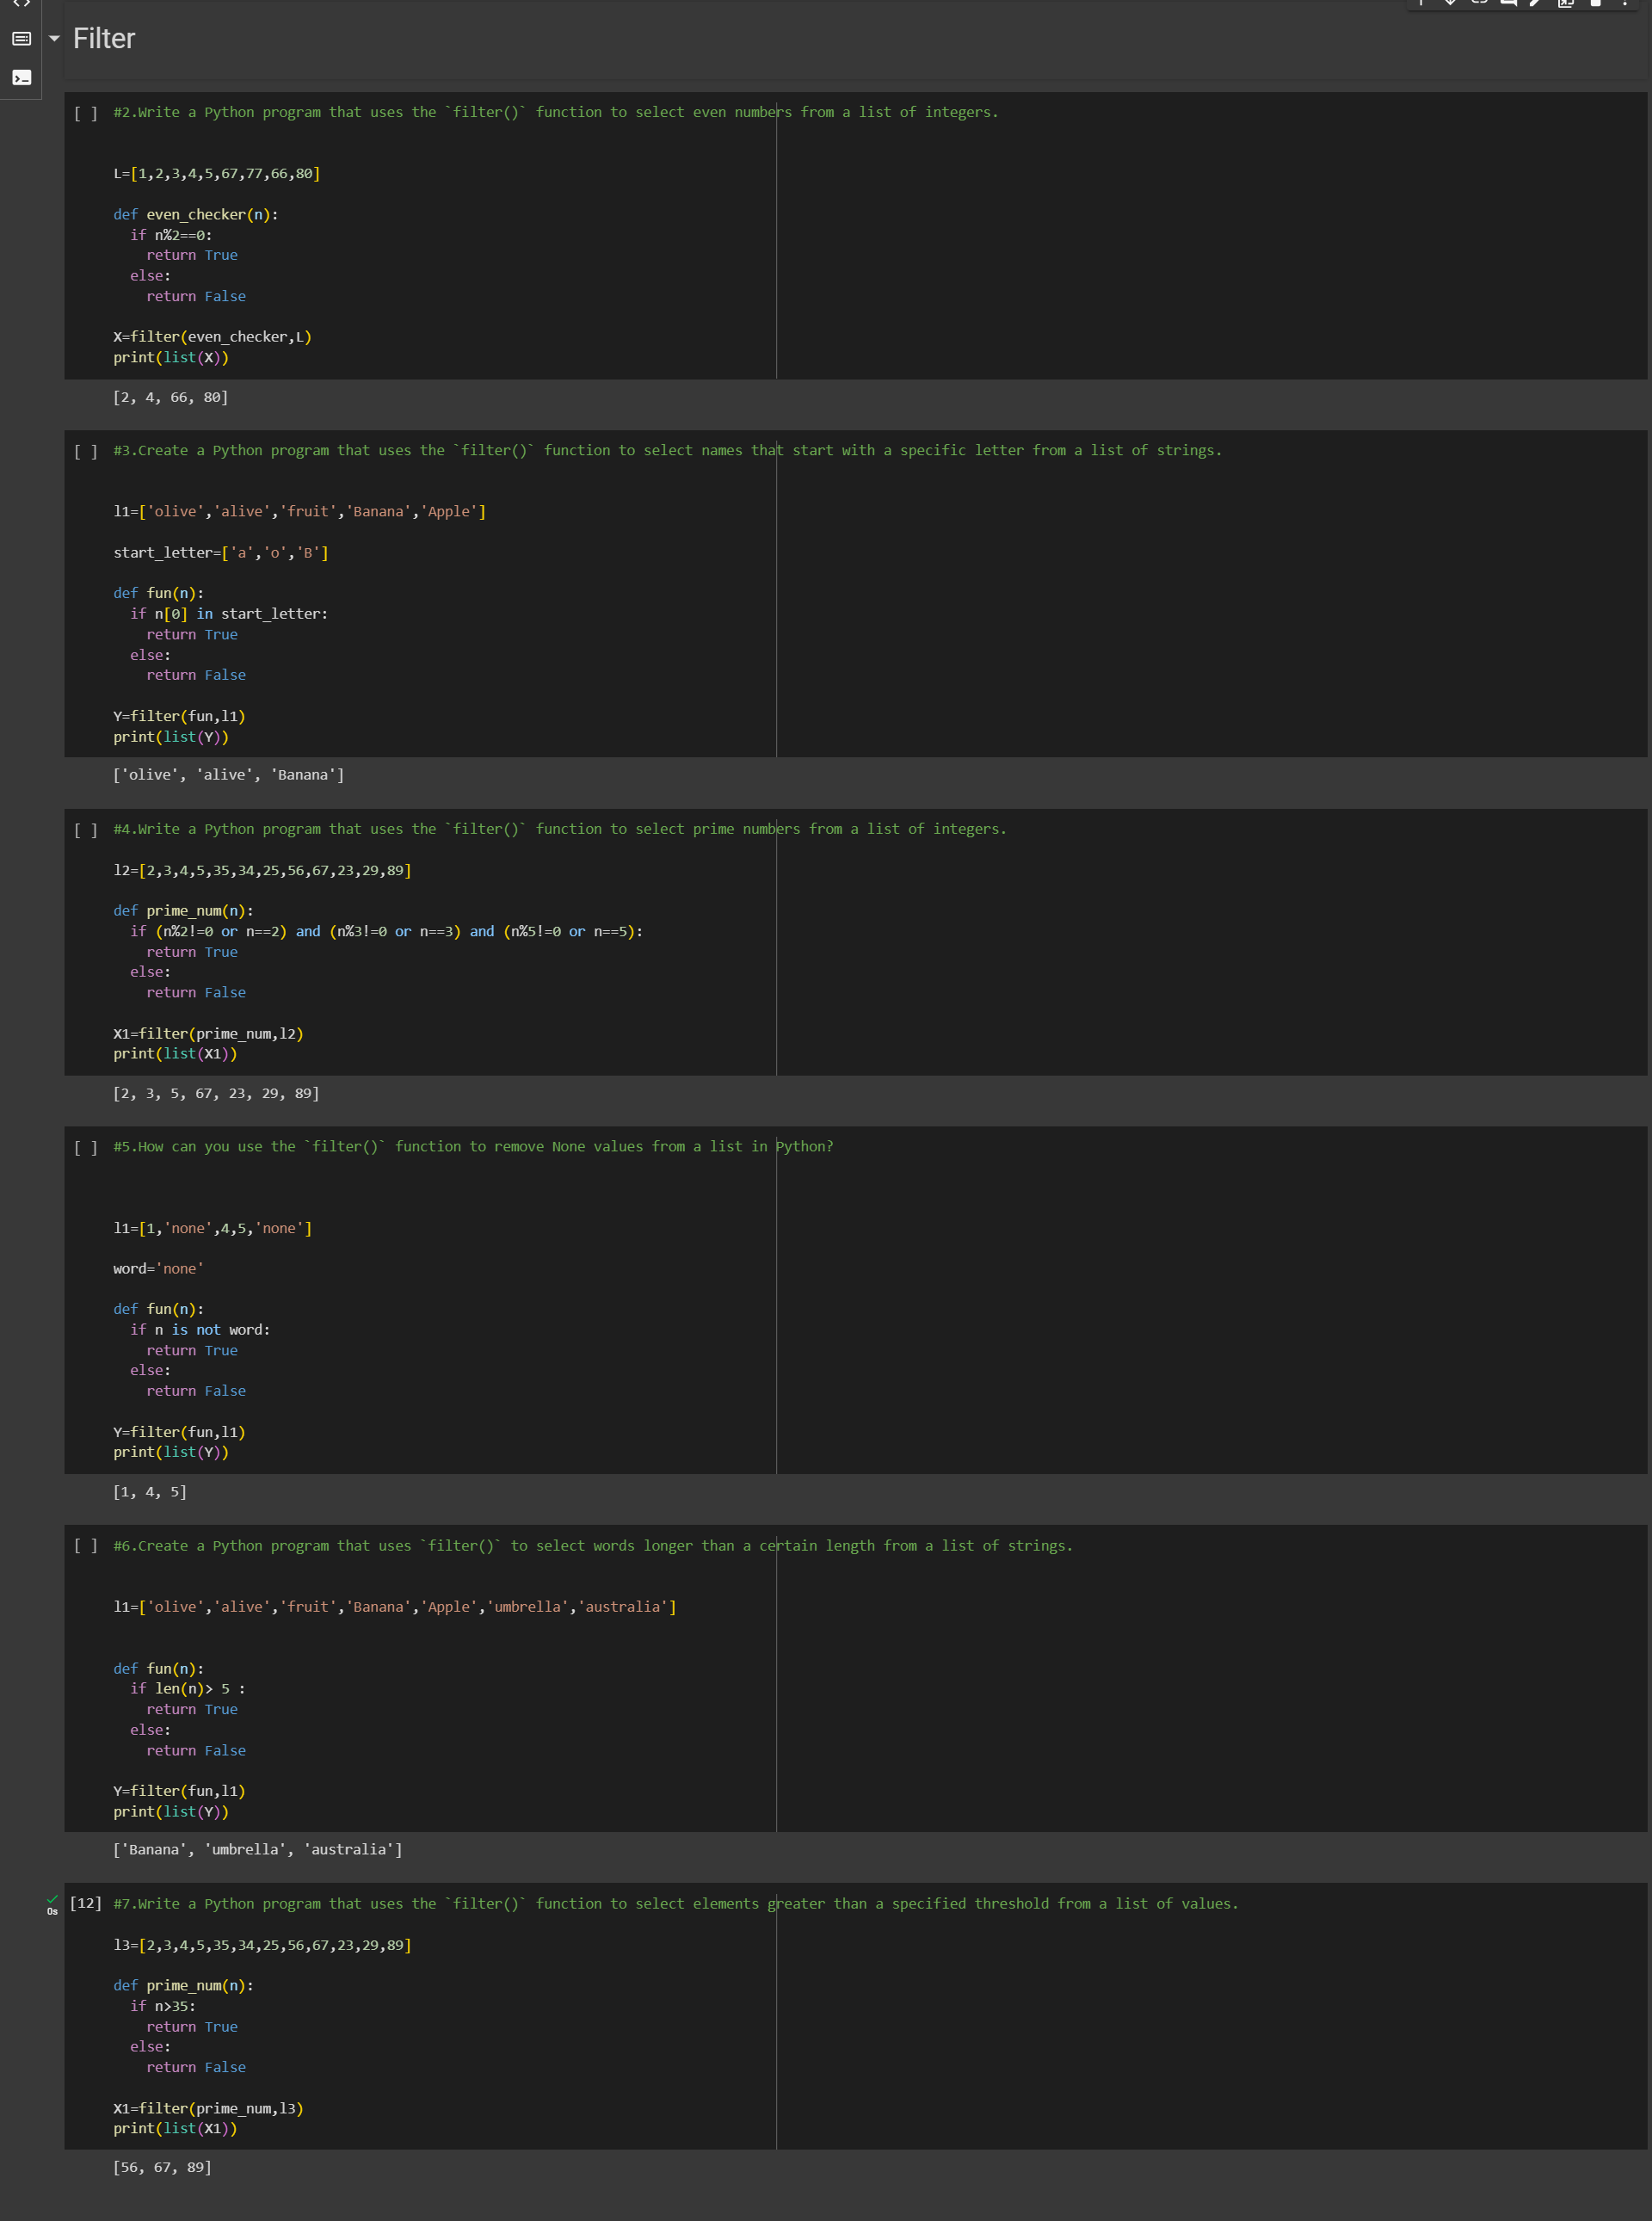 Filter
[ ] #2.Write a Python program that uses the `filter()` function to select even numbers from a list of integers.
L=[1,2,3,4,5,67,77,66,80]
def even_checker(n):
if n%2==0:
return True
else:
return False
X=filter(even_checker,L)
print(list(X))
[2, 4, 66, 80]
[ ] #3.Create a Python program that uses the `filter()` function to select names that start with a specific letter from a list of strings.
l1=['olive','alive','fruit','Banana','Apple']
start_letter=['a','o','B']
def fun(n):
if n[0] in start_letter:
return True
else:
return False
Y=filter(fun,l1)
print(list(Y))
['olive', 'alive', 'Banana']
[ ] #4.Write a Python program that uses the `filter()` function to select prime numbers from a list of integers.
l2=[2,3,4,5,35,34,25,56,67,23,29,89]
def prime_num(n):
if (n%2!=0 or n==2) and (n%3!=0 or n==3) and (n%5!=0 or n==5):
return True
else:
return False
X1=filter(prime_num,l2)
print(list(X1))
[2, 3, 5, 67, 23, 29, 89]
[ ] #5.How can you use the `filter()` function to remove None values from a list in Python?
l1=[1,'none',4,5,'none']
word='none'
def fun(n):
if n is not word:
return True
else:
return False
Y=filter(fun,l1)
print(list(Y))
[1, 4, 5]
[ ] #6.Create a Python program that uses `filter()` to select words longer than a certain length from a list of strings.
l1=['olive','alive','fruit','Banana','Apple','umbrella','australia']
def fun(n):
if len(n)> 5 :
return True
else:
return False
Y=filter(fun,l1)
print(list(Y))
['Banana', 'umbrella', 'australia']
[12] #7.Write a Python program that uses the `filter()` function to select elements greater than a specified threshold from a list of values.
0s
l3=[2,3,4,5,35,34,25,56,67,23,29,89]
def prime_num(n):
if n>35:
return True
else:
return False
X1=filter(prime_num,l3)
print(list(X1))
[56, 67, 89]